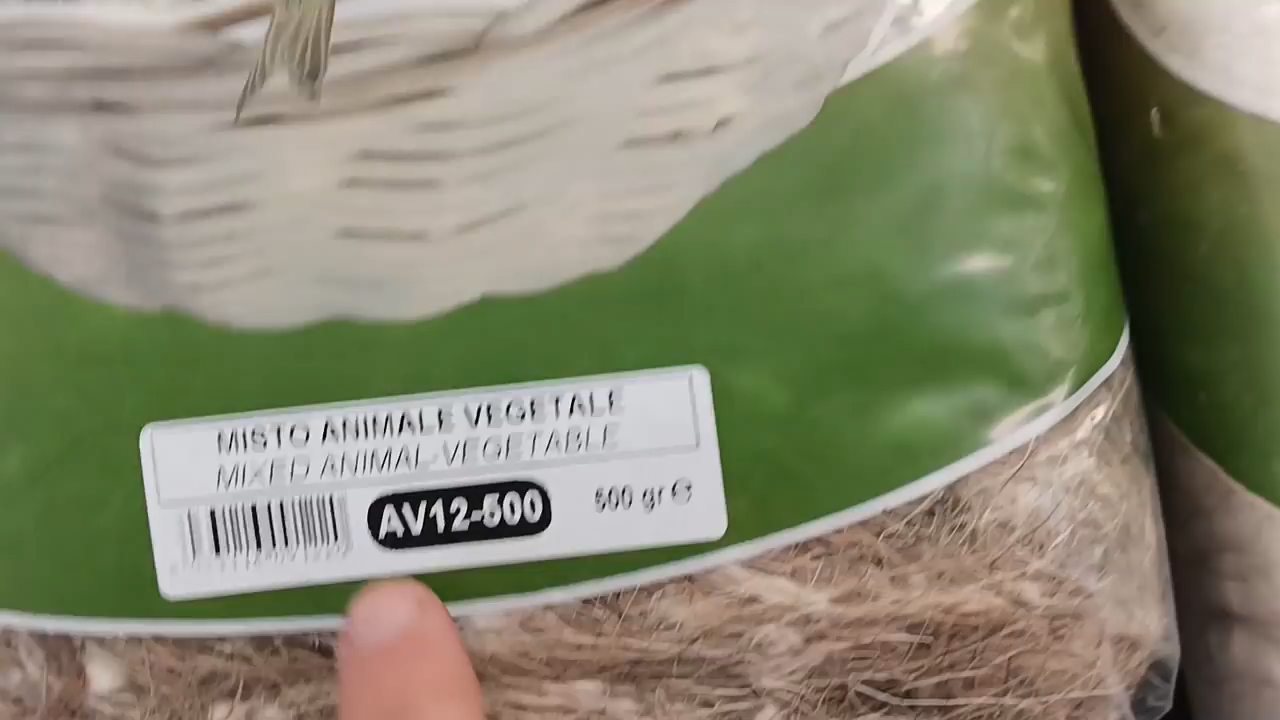 MISTO ANIMALE VEGETALE
MIXED ANIMAL-VEGETABLE
AV12-500
500 gr ℮